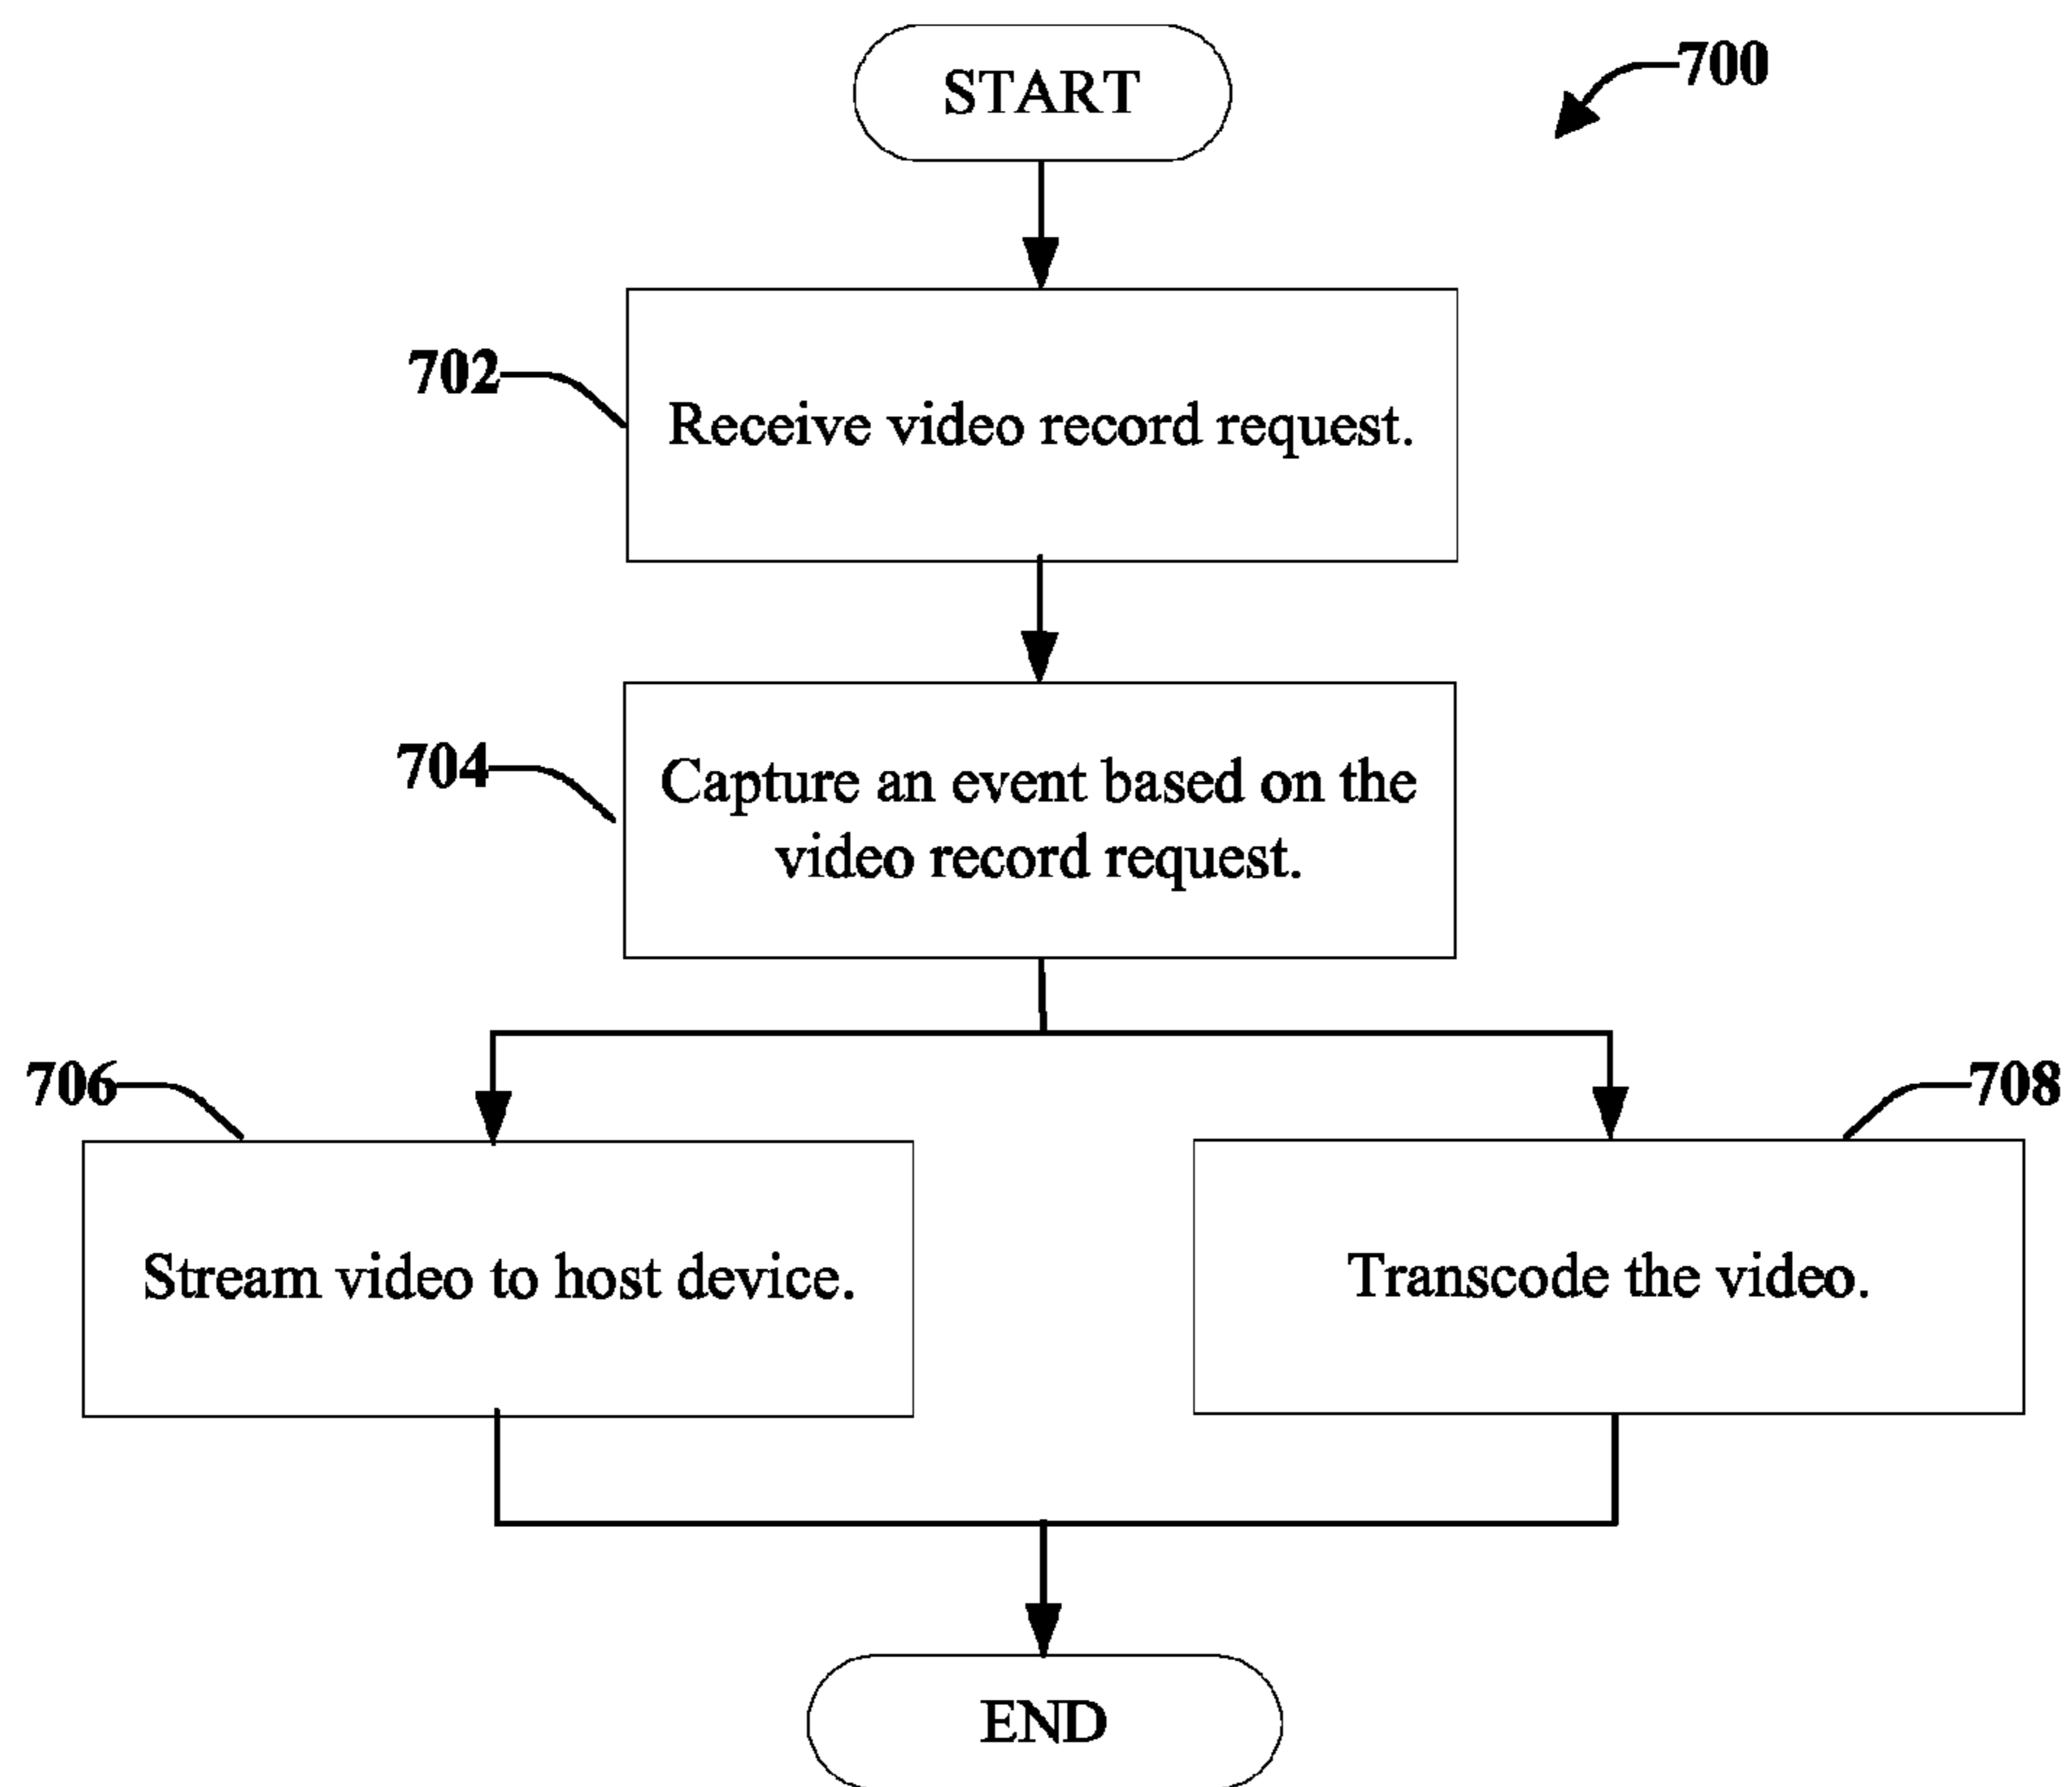 START
700
702
Receive video record request.
704
Capture an event based on the
video record request.
706
708
Stream video to host device.
Transcode the video.
END